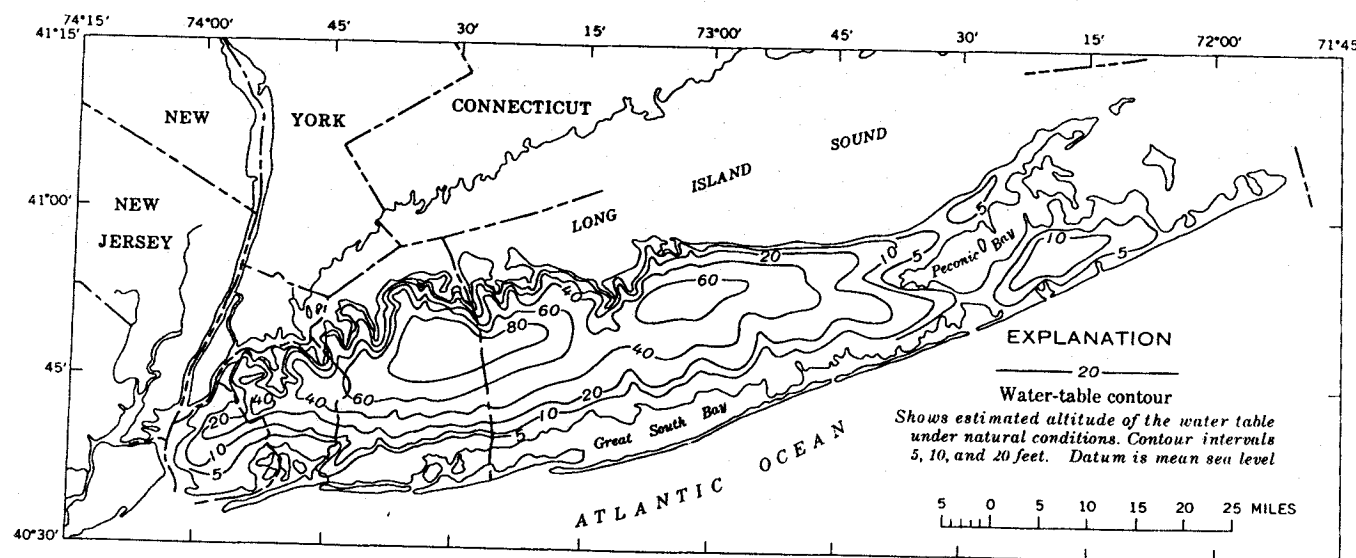 74°15'
74°00'
45'
30'
15'
73°00'
45'
30'
15'
72°00'
71°45'
41°15'
NEW YORK
CONNECTICUT
LONG ISLAND SOUND
41°00'
NEW
JERSEY
5
Peconic Bay
10
5
10
5
20
60
40
60
80
40
45'
20
40
40
60
20
10
10
5
5
Great South Bay
ATLANTIC OCEAN
40°30'
EXPLANATION
20
Water-table contour
Shows estimated altitude of the water table
under natural conditions. Contour intervals
5, 10, and 20 feet. Datum is mean sea level
5 0 5 10 15 20 25 MILES